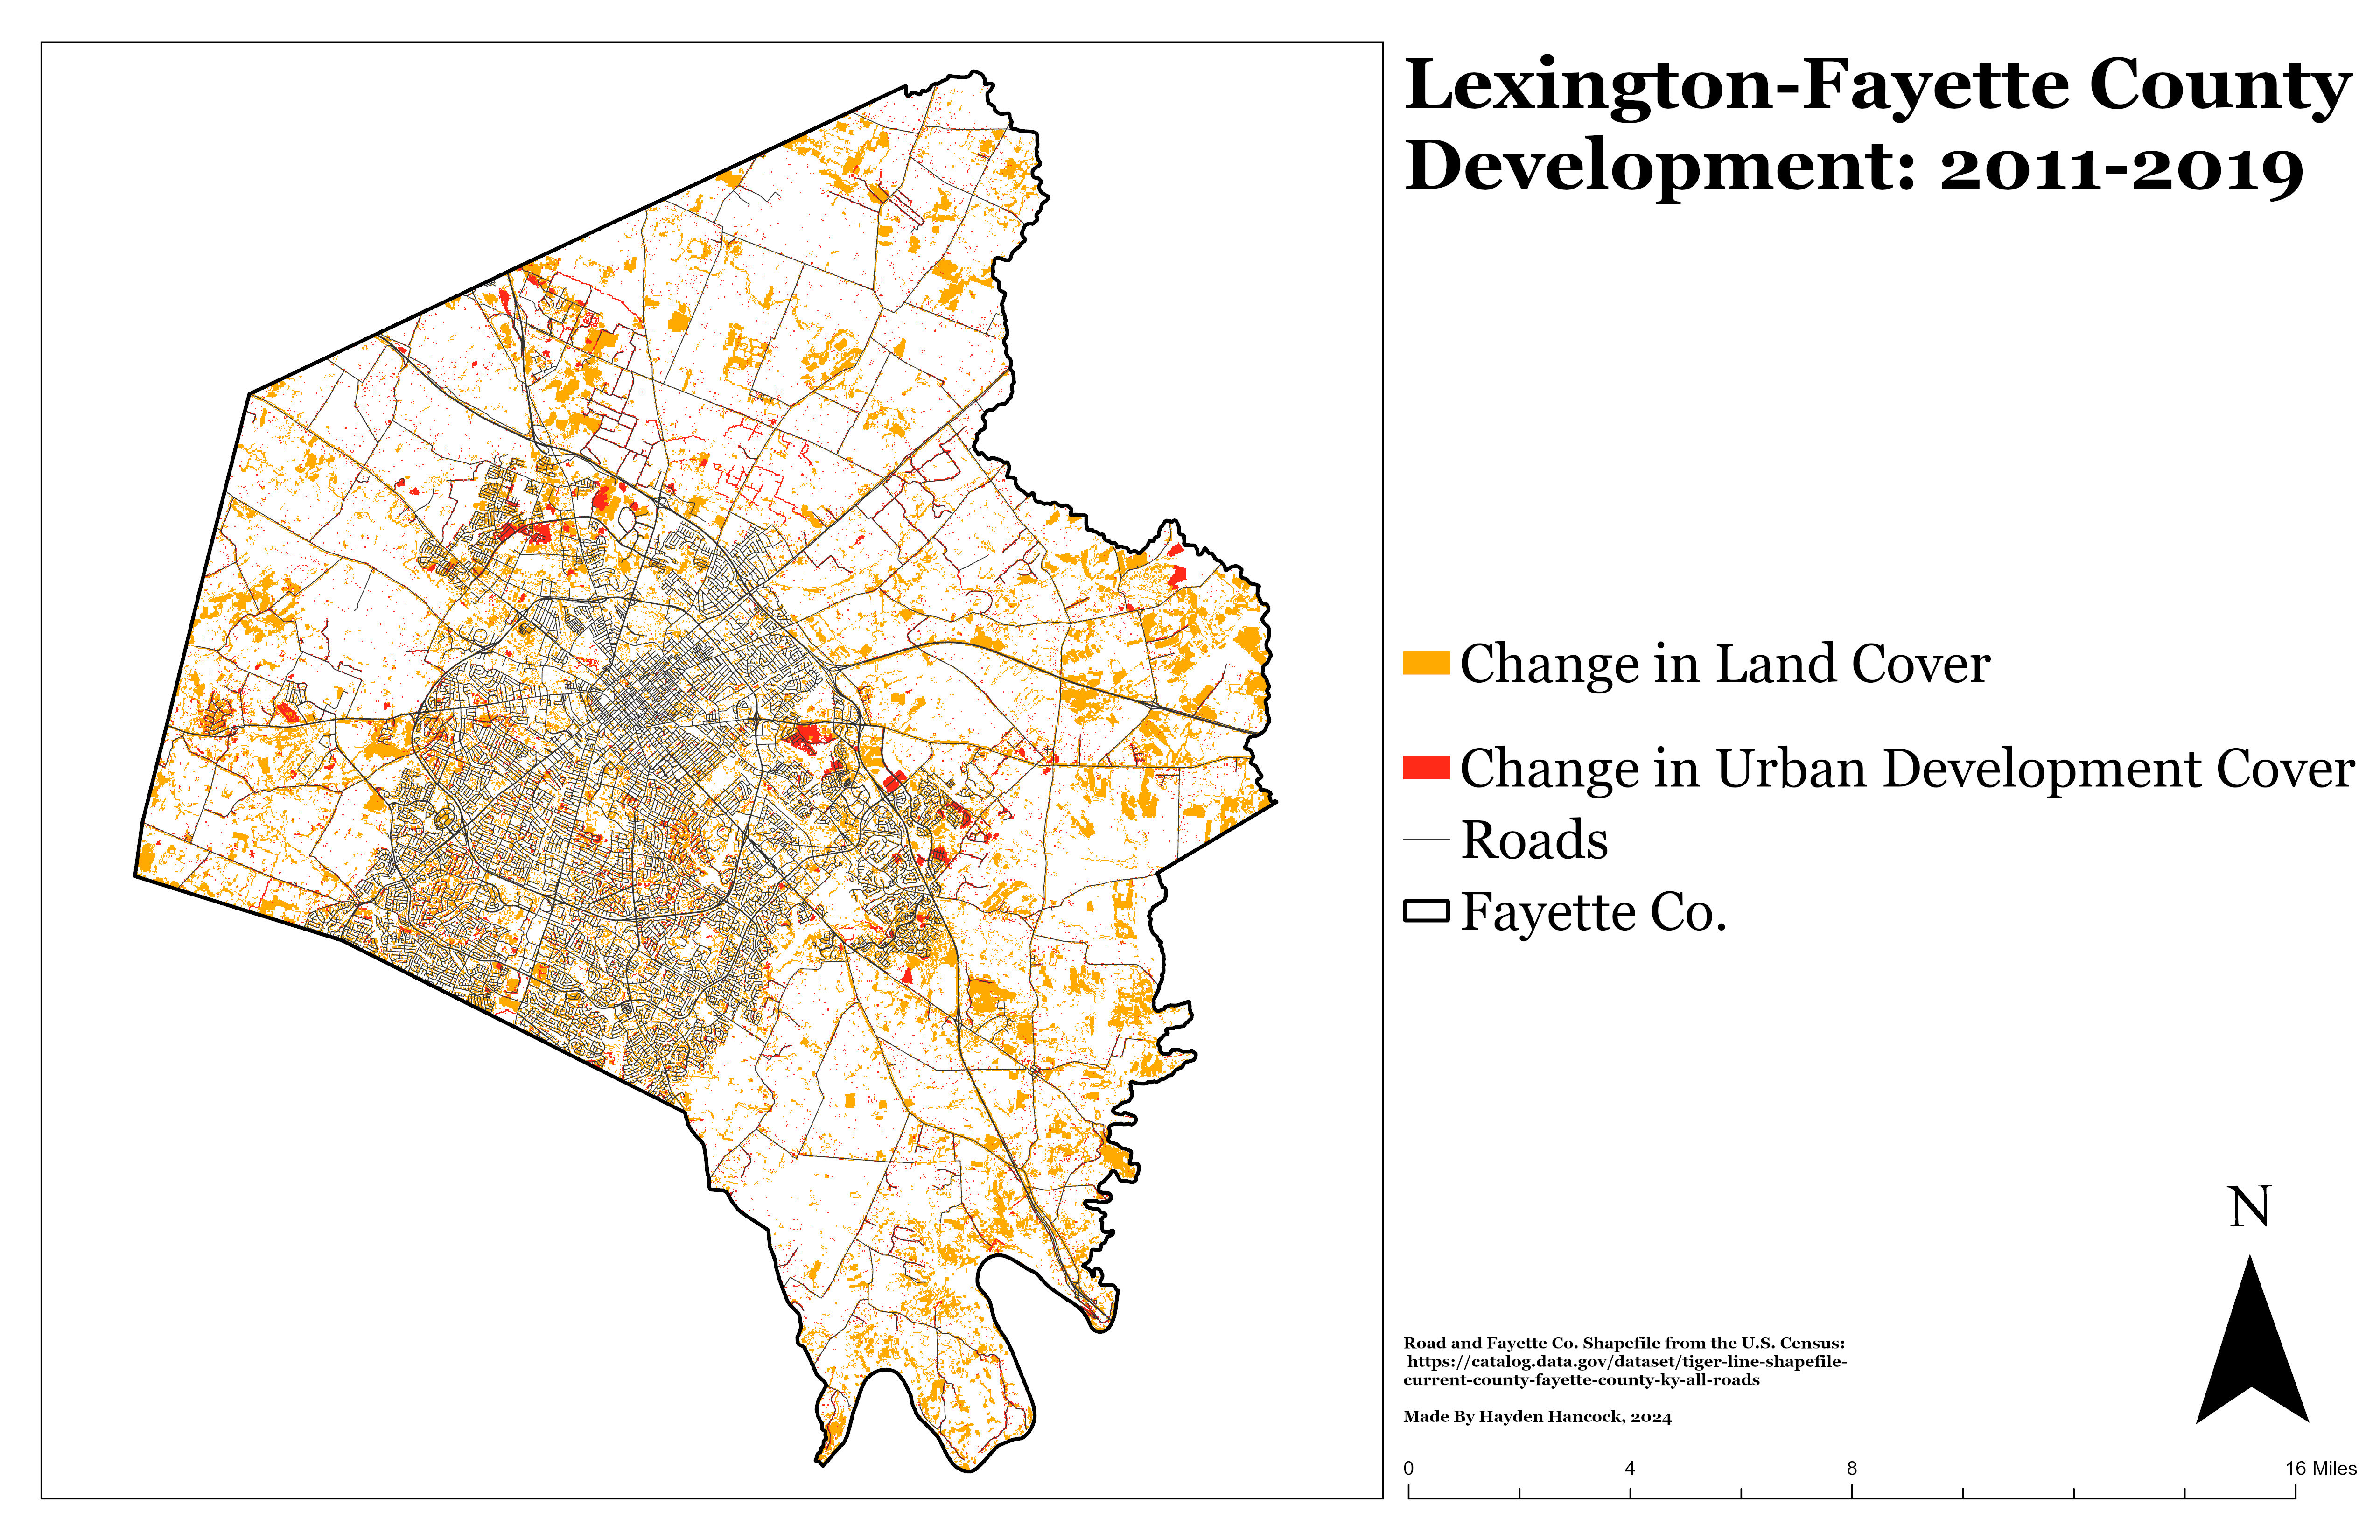 Lexington-Fayette County
Development: 2011-2019
Change in Land Cover
Change in Urban Development Cover
Roads
Fayette Co.
N
Road and Fayette Co. Shapefile from the U.S. Census:
https://catalog.data.gov/dataset/tiger-line-shapefile-
current-county-fayette-county-ky-all-roads
Made By Hayden Hancock, 2024
0 4 8 16 Miles